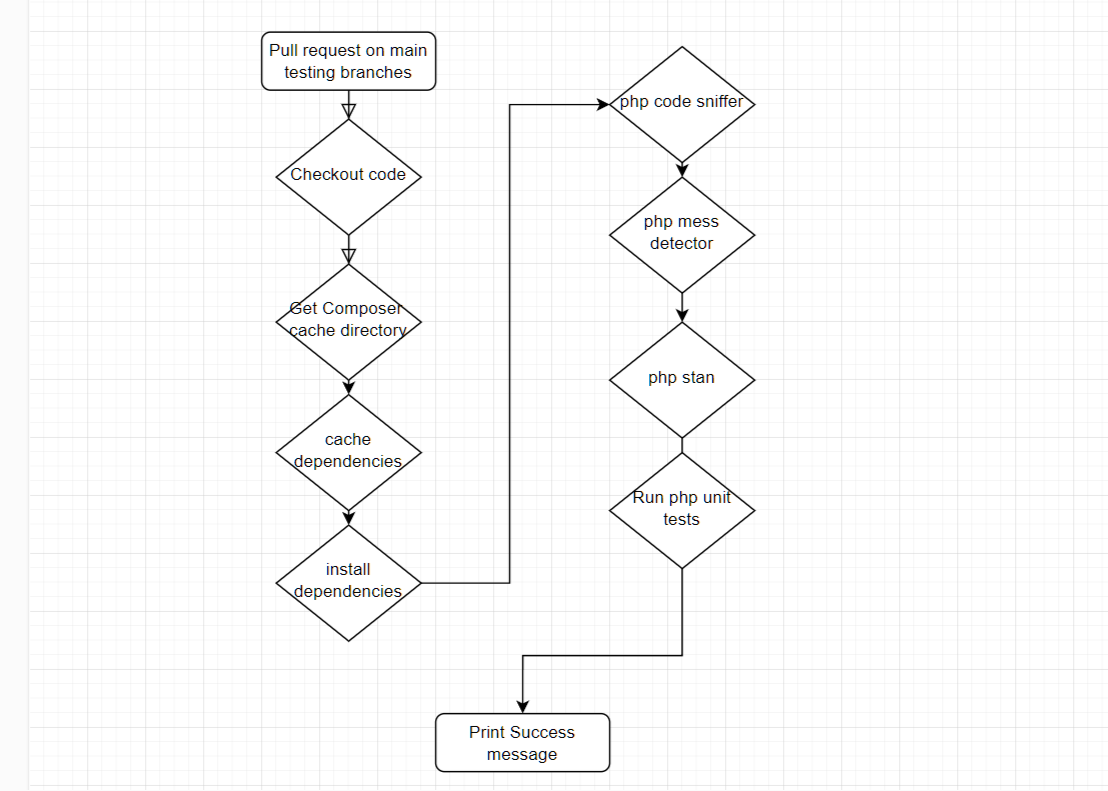 Pull request on main
testing branches
Checkout code
Get Composer
cache directory
cache
dependencies
install
dependencies
php code sniffer
php mess
detector
php stan
Run php unit
tests
Print Success
message